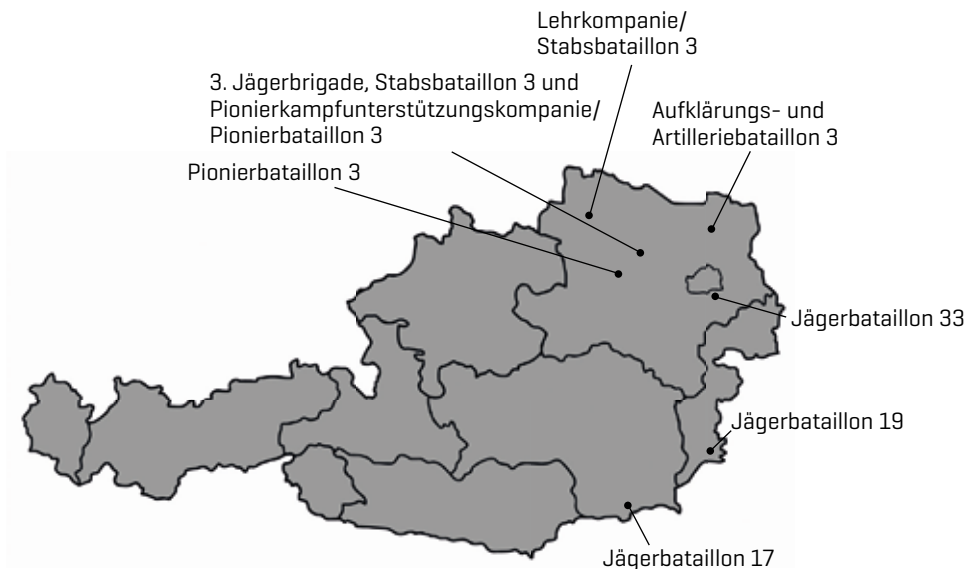 Lehrkompanie/
Stabsbataillon 3
3. Jägerbrigade, Stabsbataillon 3 und
Pionierkampfunterstützungskompanie/
Pionierbataillon 3
Aufklärungs- und
Artilleriebataillon 3
Pionierbataillon 3
Jägerbataillon 33
Jägerbataillon 19
Jägerbataillon 17